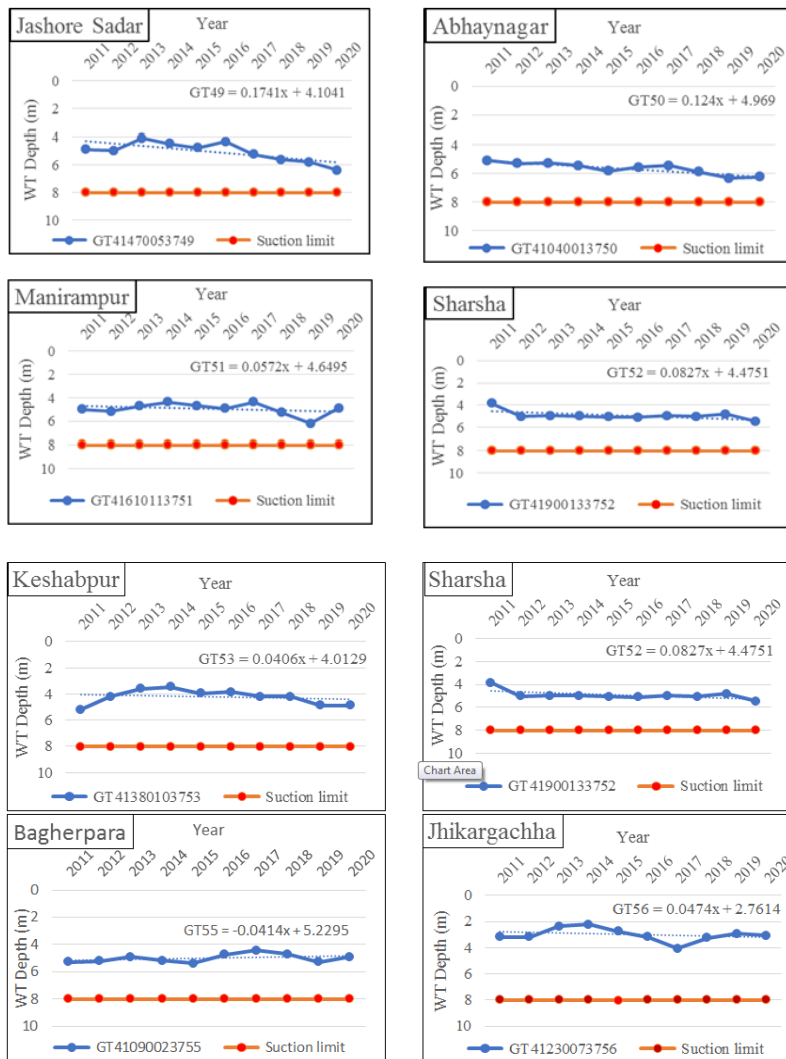 Jashore Sadar
Year
2011 2012 2013 2014 2015 2016 2017 2018 2019 2020
WT Depth (m)
0
2
4
6
8
10
GT49 = 0.1741x + 4.1041
GT41470053749 Suction limit
Abhaynagar
Year
2011 2012 2013 2014 2015 2016 2017 2018 2019 2020
WT Depth (m)
0
2
4
6
8
10
GT50 = 0.124x + 4.969
GT41040013750 Suction limit
Manirampur
Year
2011 2012 2013 2014 2015 2016 2017 2018 2019 2020
WT Depth (m)
0
2
4
6
8
10
GT51 = 0.0572x + 4.6495
GT41610113751 Suction limit
Sharsha
Year
2011 2012 2013 2014 2015 2016 2017 2018 2019 2020
WT Depth (m)
0
2
4
6
8
10
GT52 = 0.0827x + 4.4751
GT41900133752 Suction limit
Keshabpur
Year
2011 2012 2013 2014 2015 2016 2017 2018 2019 2020
WT Depth (m)
0
2
4
6
8
10
GT53 = 0.0406x + 4.0129
GT41380103753 Suction limit
Sharsha
Year
2011 2012 2013 2014 2015 2016 2017 2018 2019 2020
WT Depth (m)
0
2
4
6
8
10
GT52 = 0.0827x + 4.4751
Chart Area
GT41900133752 Suction limit
Bagherpara
Year
2011 2012 2013 2014 2015 2016 2017 2018 2019 2020
WT Depth (m)
0
2
4
6
8
10
GT55 = -0.0414x + 5.2295
GT41090023755 Suction limit
Jhikargachha
Year
2011 2012 2013 2014 2015 2016 2017 2018 2019 2020
WT Depth (m)
0
2
4
6
8
10
GT56 = 0.0474x + 2.7614
GT41230073756 Suction limit